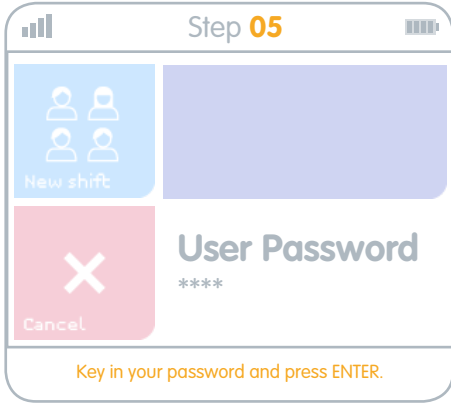 Step 05
New shift
User Password
****
Cancel
Key in your password and press ENTER.